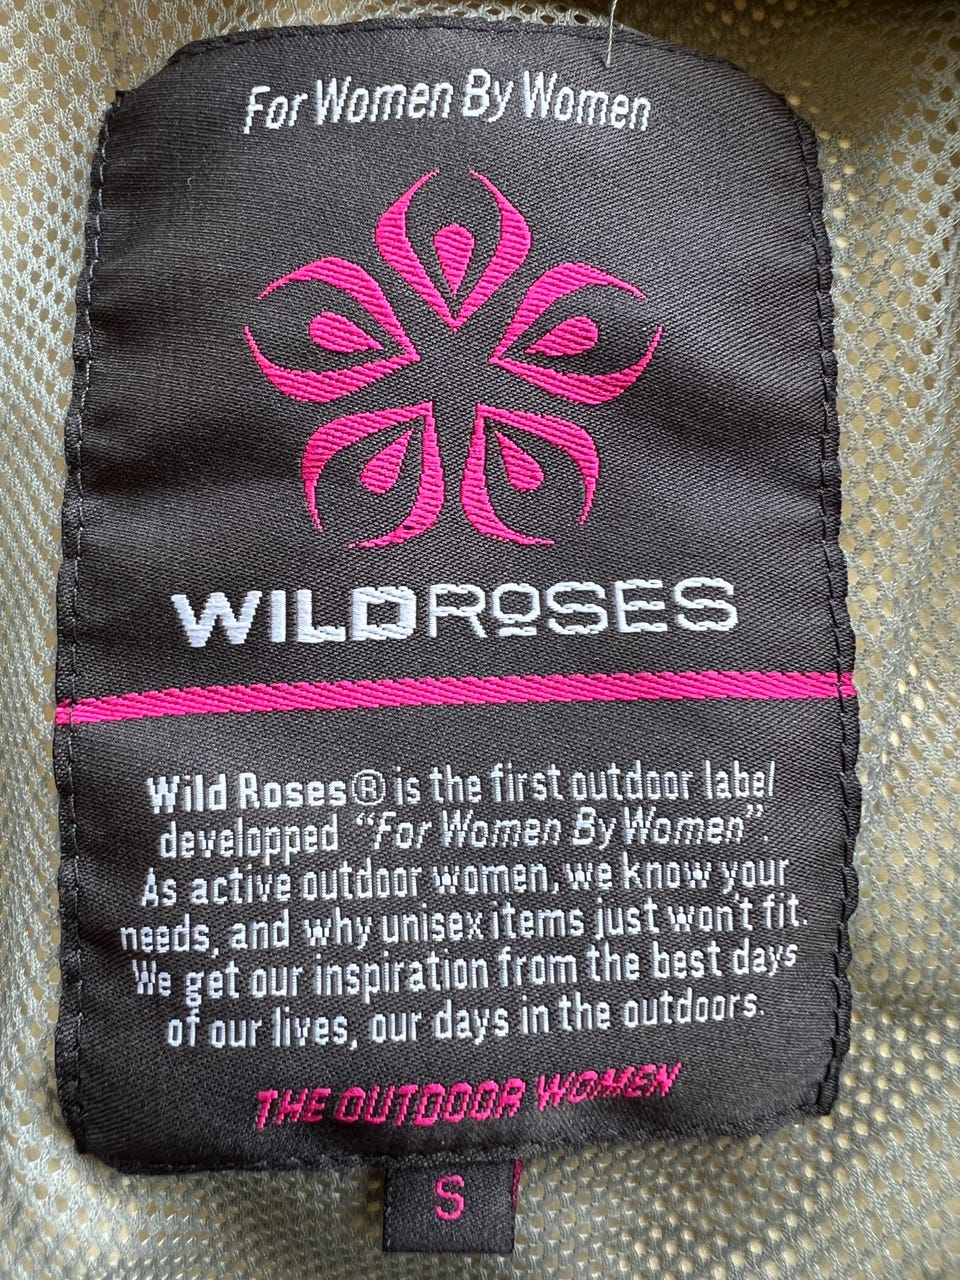 For Women By Women
WILDROSES
Wild Roses® is the first outdoor label
developped "For Women By Women".
As active outdoor women, we know your
needs, and why unisex items just won't fit.
We get our inspiration from the best days
of our lives, our days in the outdoors.
THE OUTDOOR WOMEN
S